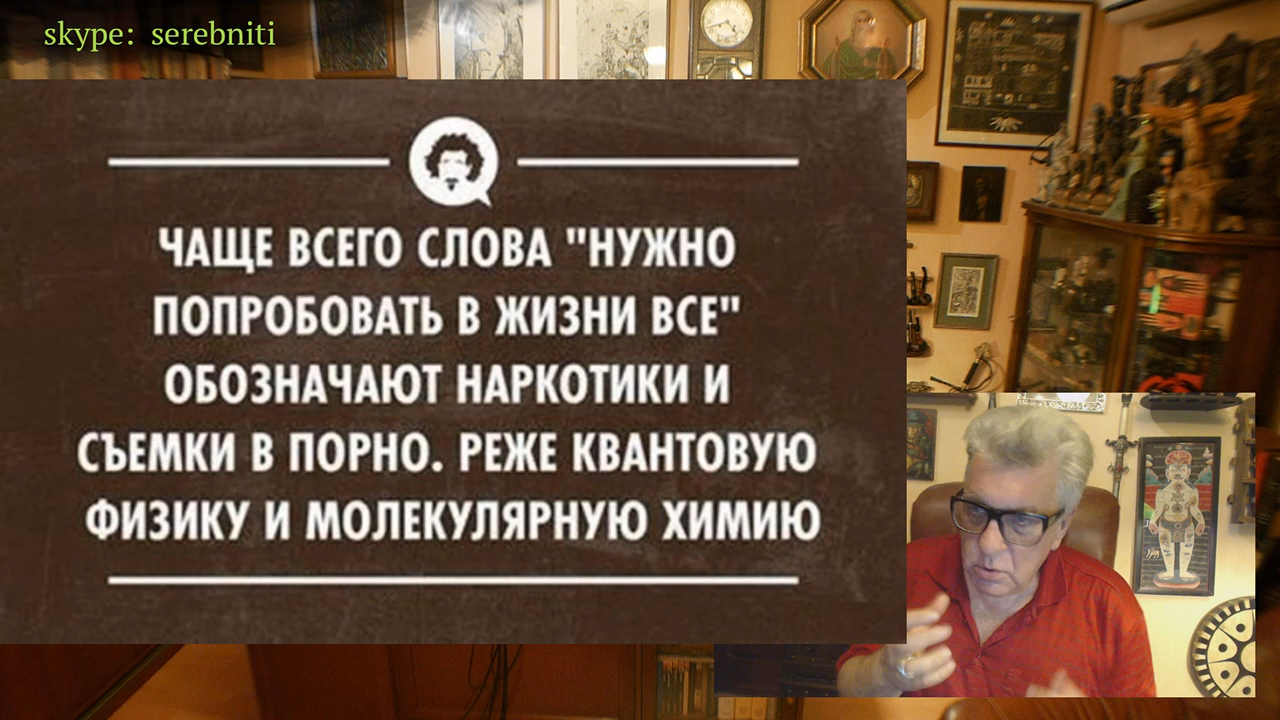 skype: serebniti
ЧАЩЕ ВСЕГО СЛОВА "НУЖНО
ПОПРОБОВАТЬ В ЖИЗНИ ВСЕ"
ОБОЗНАЧАЮТ НАРКОТИКИ И
СЪЕМКИ В ПОРНО. РЕЖЕ КВАНТОВУЮ
ФИЗИКУ И МОЛЕКУЛЯРНУЮ ХИМИЮ